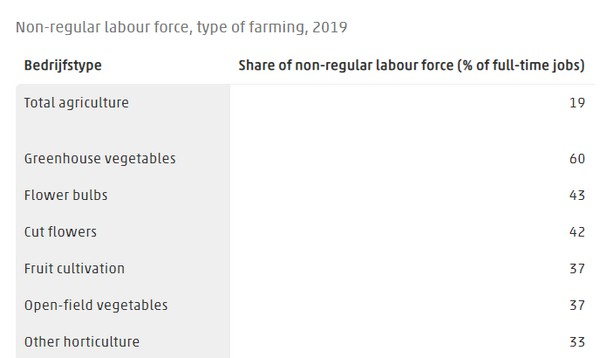 Non-regular labour force, type of farming, 2019
Bedrijfstype Share of non-regular labour force (% of full-time jobs)
Total agriculture 19
Greenhouse vegetables 60
Flower bulbs 43
Cut flowers 42
Fruit cultivation 37
Open-field vegetables 37
Other horticulture 33